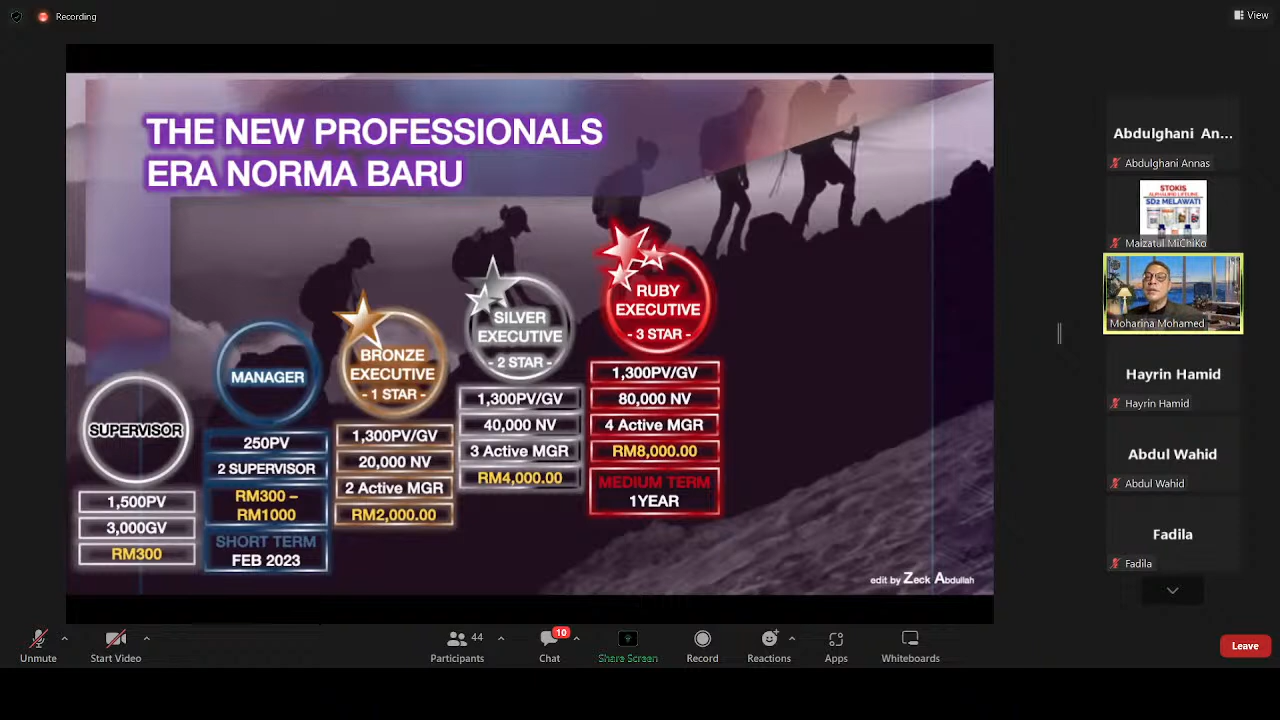 Recording
View
THE NEW PROFESSIONALS
ERA NORMA BARU
SUPERVISOR
1,500PV
3,000GV
RM300
MANAGER
250PV
2 SUPERVISOR
RM300 –
RM1000
SHORT TERM
FEB 2023
BRONZE
EXECUTIVE
- 1 STAR -
1,300PV/GV
20,000 NV
2 Active MGR
RM2,000.00
SILVER
EXECUTIVE
- 2 STAR -
1,300PV/GV
40,000 NV
3 Active MGR
RM4,000.00
RUBY
EXECUTIVE
- 3 STAR -
1,300PV/GV
80,000 NV
4 Active MGR
RM8,000.00
MEDIUM TERM
1YEAR
edit by Zeck Abdullah
Abdulghani An...
Abdulghani Annas
STOKIS
SD2 MELAWATI
Maizatul MiChiKo
Moharina Mohamed
Hayrin Hamid
Hayrin Hamid
Abdul Wahid
Abdul Wahid
Fadila
Fadila
Unmute
Start Video
44
Participants
10
Chat
Share Screen
Record
Reactions
Apps
Whiteboards
Leave